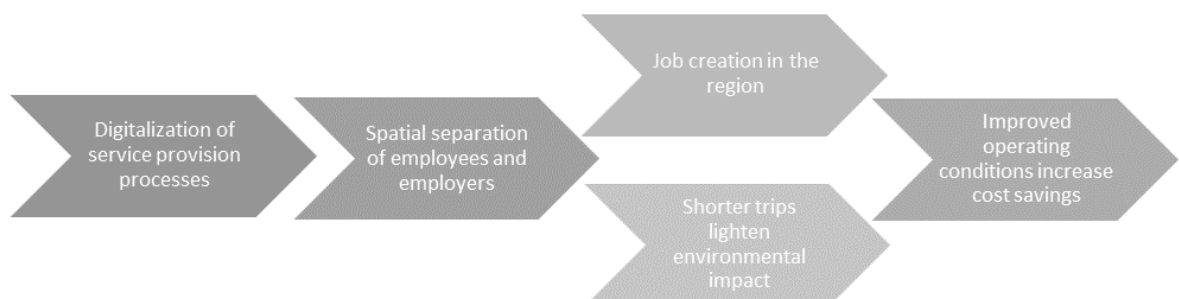 Digitalization of
service provision
processes
Spatial separation
of employees and
employers
Job creation in the
region
Shorter trips
lighten
environmental
impact
Improved
operating
conditions increase
cost savings